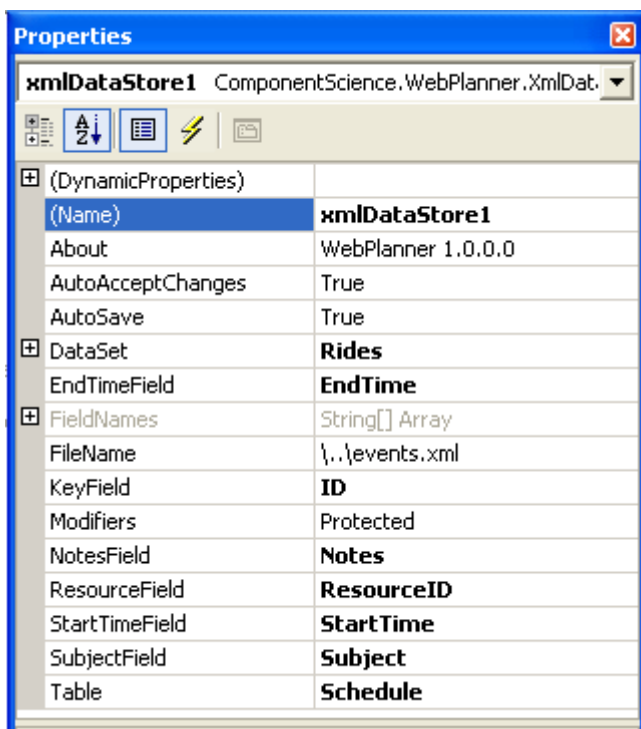 Properties
xmlDataStore1 ComponentScience.WebPlanner.XmlDat
(DynamicProperties)
(Name) xmlDataStore1
About WebPlanner 1.0.0.0
AutoAcceptChanges True
AutoSave True
DataSet Rides
EndTimeField EndTime
FieldNames String[] Array
FileName \..\events.xml
KeyField ID
Modifiers Protected
NotesField Notes
ResourceField ResourceID
StartTimeField StartTime
SubjectField Subject
Table Schedule